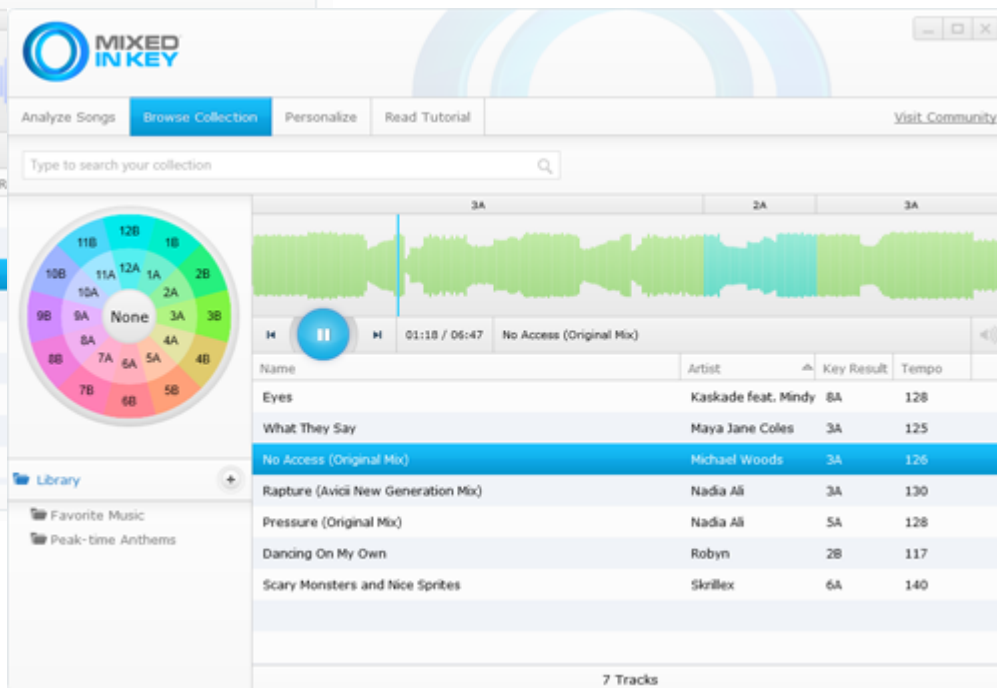 MIXED
IN KEY
Analyze Songs Browse Collection Personalize Read Tutorial Visit Community
Type to search your collection
3A 2A 3A
12B
11B 1B
12A
10B 11A 1A 2B
10A 2A
9B 9A None 3A 3B
8A 4A
8B 7A 6A 5A 4B
7B 5B
6B
01:18 / 06:47 No Access (Original Mix)
Name Artist Key Result Tempo
Eyes Kaskade feat. Mindy 8A 128
What They Say Maya Jane Coles 3A 125
No Access (Original Mix) Michael Woods 3A 126
Library
Rapture (Avicii New Generation Mix) Nadia Ali 3A 130
Favorite Music
Pressure (Original Mix) Nadia Ali 5A 128
Peak-time Anthems
Dancing On My Own Robyn 2B 117
Scary Monsters and Nice Sprites Skrillex 6A 140
7 Tracks